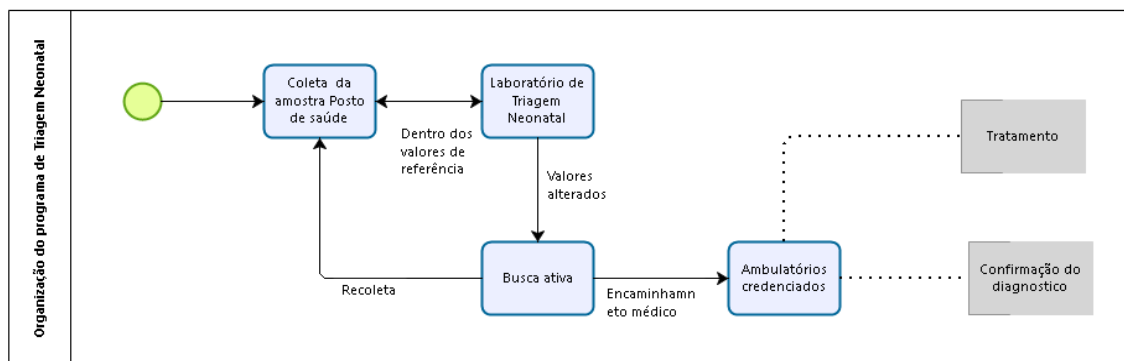 Organização do programa de Triagem Neonatal
Coleta da
amostra Posto
de saúde
Laboratório de
Triagem
Neonatal
Dentro dos
valores de
referência
Valores
alterados
Tratamento
Busca ativa
Recoleta
Encaminhamn
eto médico
Ambulatórios
credenciados
Confirmação do
diagnostico